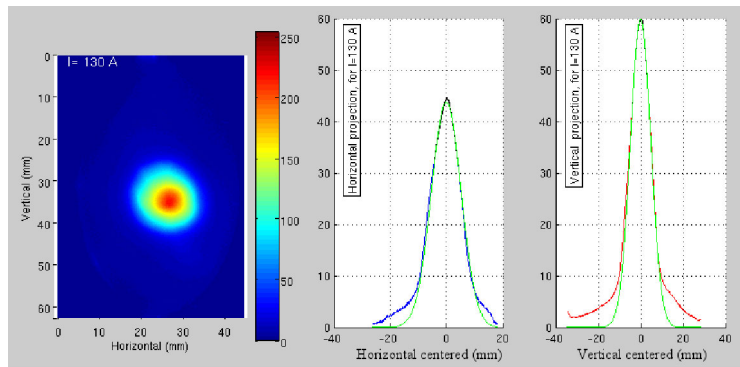 I= 130 A
0
10
20
30
40
50
60
Vertical (mm)
0 10 20 30 40
Horizontal (mm)
250
200
150
100
50
0
60
50
40
30
20
10
0
Horizontal projection, for I=130 A
-40 -20 0 20
Horizontal centered (mm)
60
50
40
30
20
10
0
Vertical projection, for I=130 A
-40 -20 0 20 40
Vertical centered (mm)